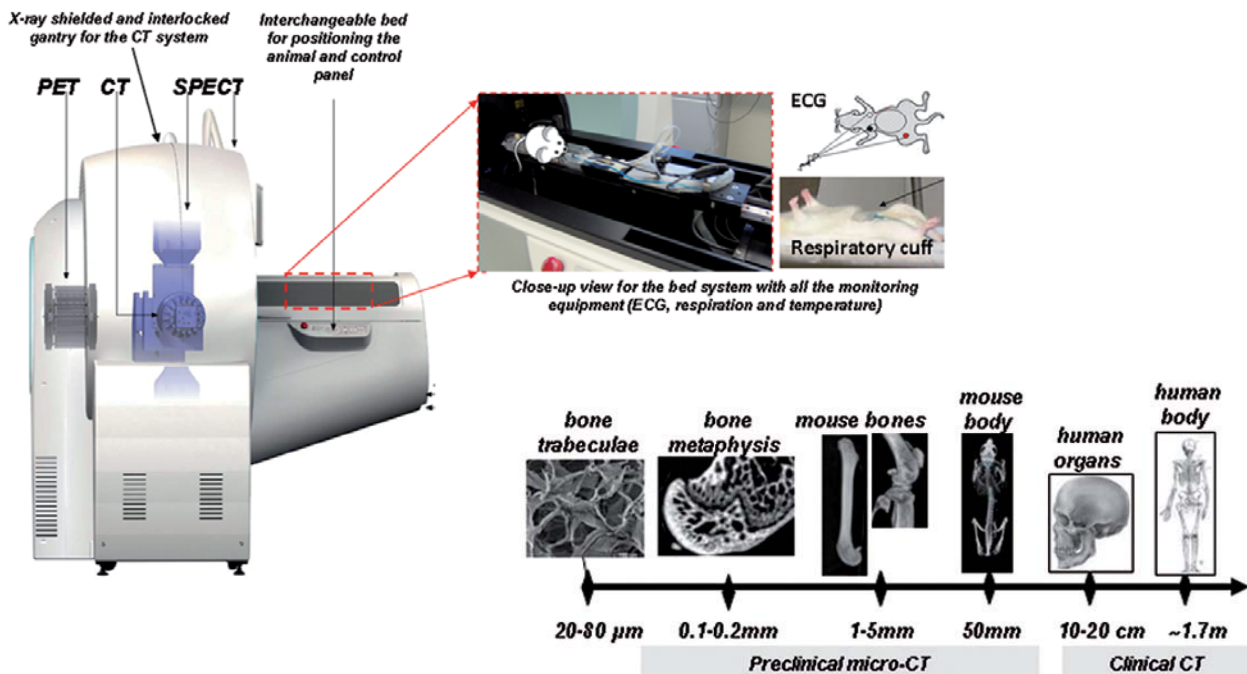 X-ray shielded and interlocked
gantry for the CT system
Interchangeable bed
for positioning the
animal and control
panel
PET
CT
SPECT
ECG
Respiratory cuff
Close-up view for the bed system with all the monitoring
equipment (ECG, respiration and temperature)
bone
trabeculae
bone
metaphysis
mouse bones
mouse
body
human
organs
human
body
20-80 µm
0.1-0.2mm
1-5mm
50mm
10-20 cm
~1.7m
Preclinical micro-CT
Clinical CT